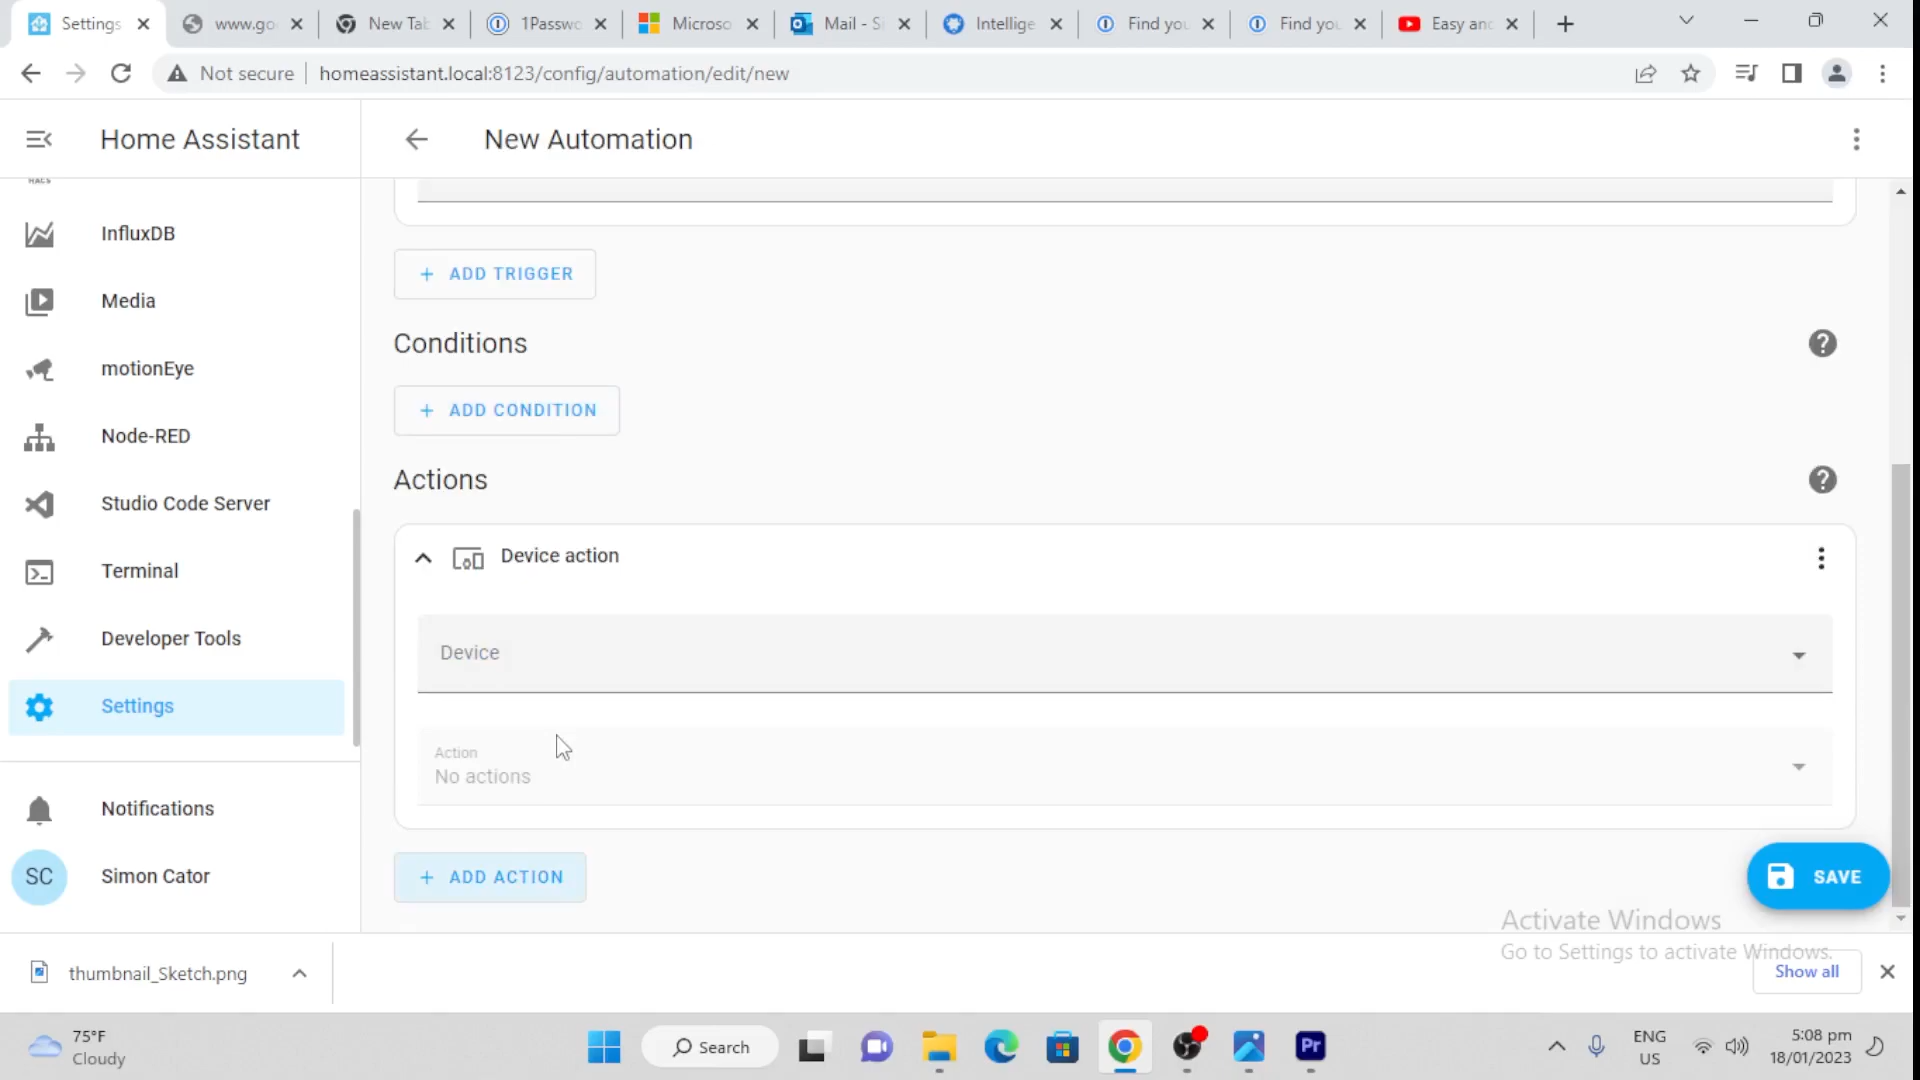 Settings
www.go
New Tab
1Passwo
Microso
Mail - Si
Intellige
Find you
Find you
Easy and
Not secure
homeassistant.local:8123/config/automation/edit/new
Home Assistant
New Automation
HACS
InfluxDB
Media
motionEye
Node-RED
Studio Code Server
Terminal
Developer Tools
Settings
Notifications
SC
Simon Cator
+ ADD TRIGGER
Conditions
+ ADD CONDITION
Actions
Device action
Device
Action
No actions
+ ADD ACTION
SAVE
Activate Windows
Go to Settings to activate Windows.
thumbnail_Sketch.png
Show all
75°F
Cloudy
Search
Pr
ENG
US
5:08 pm
18/01/2023